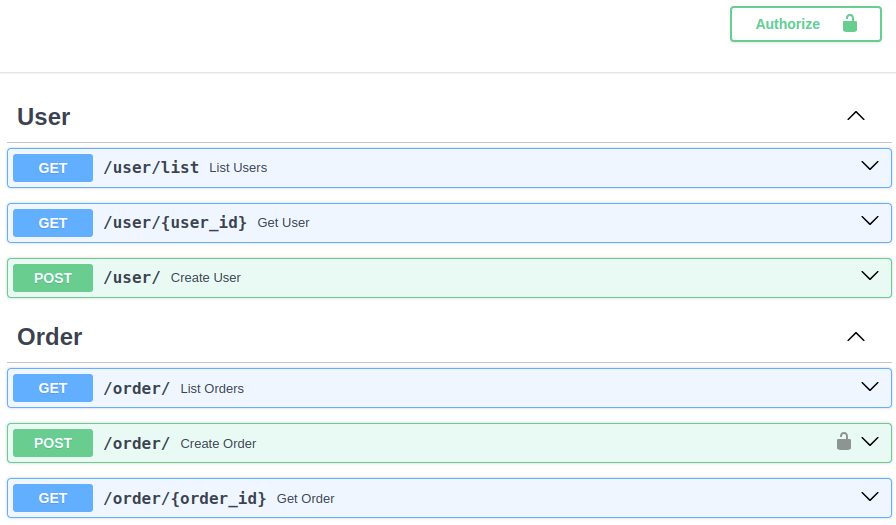 Authorize
User
GET /user/list List Users
GET /user/{user_id} Get User
POST /user/ Create User
Order
GET /order/ List Orders
POST /order/ Create Order
GET /order/{order_id} Get Order